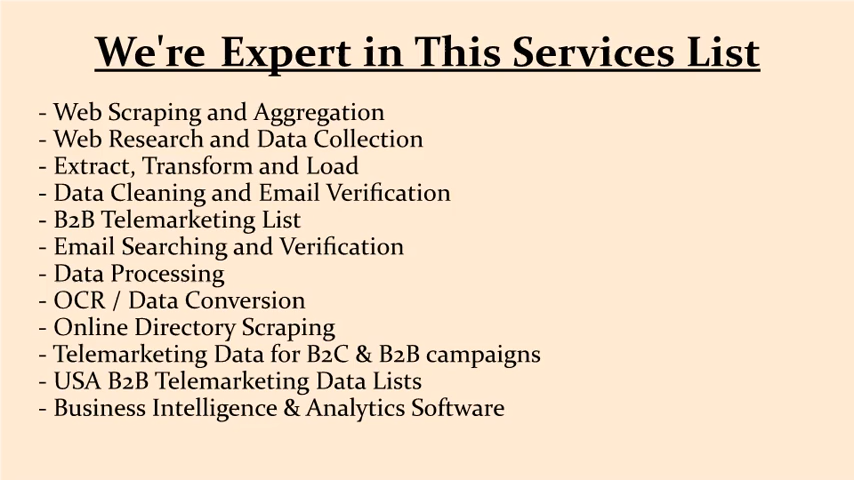 We're Expert in This Services List
- Web Scraping and Aggregation
- Web Research and Data Collection
- Extract, Transform and Load
- Data Cleaning and Email Verification
- B2B Telemarketing List
- Email Searching and Verification
- Data Processing
- OCR / Data Conversion
- Online Directory Scraping
- Telemarketing Data for B2C & B2B campaigns
- USA B2B Telemarketing Data Lists
- Business Intelligence & Analytics Software